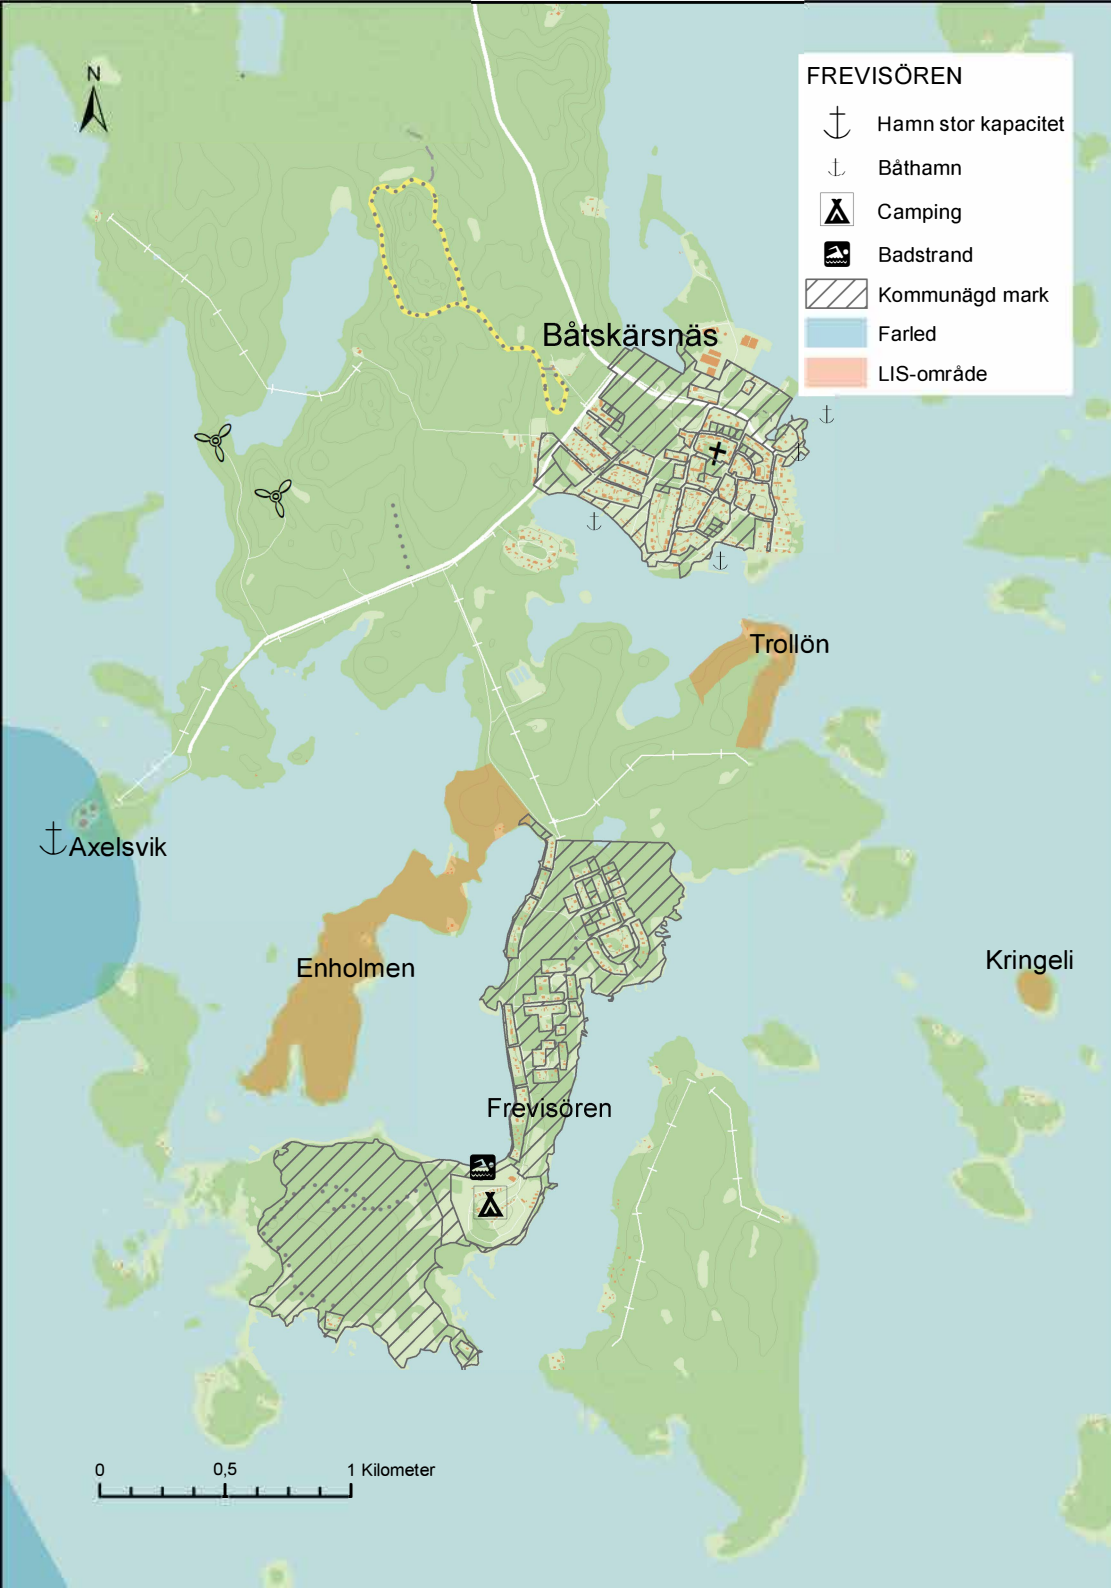 N
FREVISÖREN
Hamn stor kapacitet
Båthamn
Camping
Badstrand
Kommunägd mark
Farled
LIS-område
Båtskärsnäs
Trollön
Axelsvik
Enholmen
Kringeli
Frevisören
0 0,5 1 Kilometer